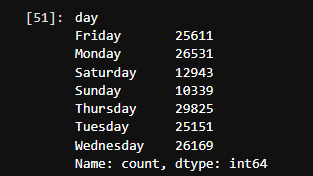 [51]: day
Friday 25611
Monday 26531
Saturday 12943
Sunday 10339
Thursday 29825
Tuesday 25151
Wednesday 26169
Name: count, dtype: int64